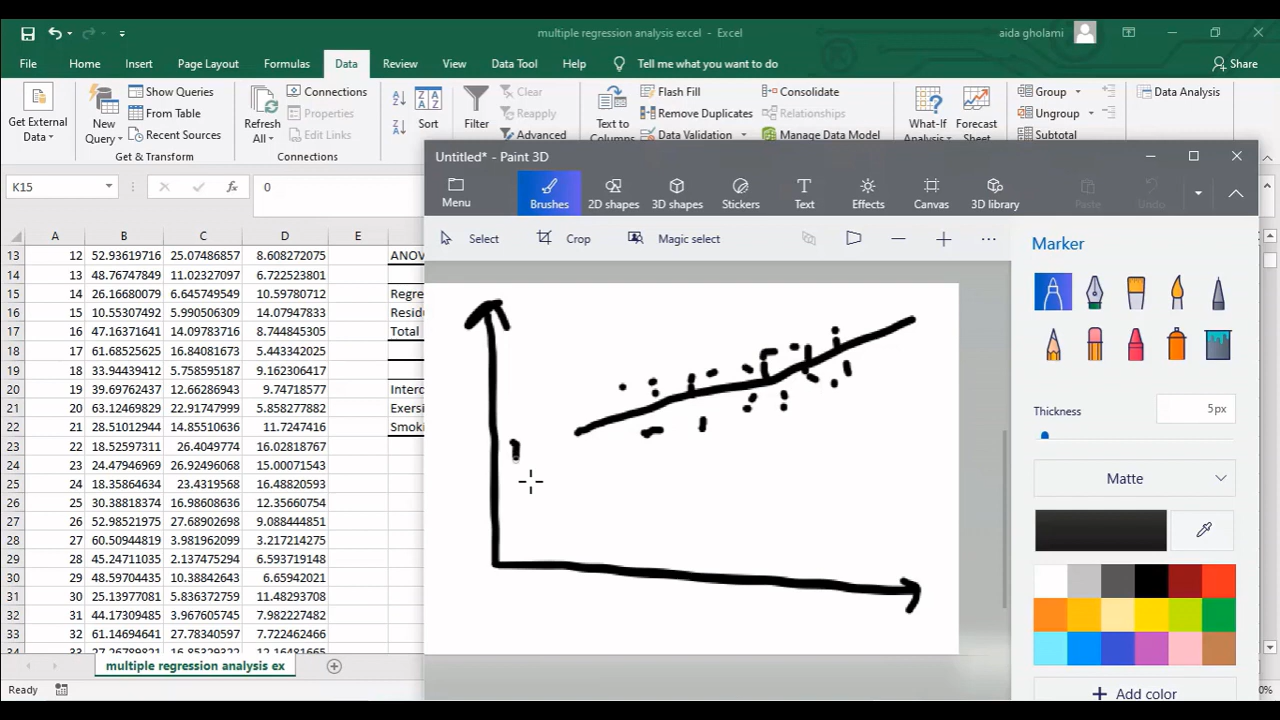 multiple regression analysis excel - Excel
aida gholami
File Home Insert Page Layout Formulas Data Review View Data Tool Help Tell me what you want to do Share
Get External Data
New Query
Show Queries
From Table
Recent Sources
Get & Transform
Refresh All
Connections
Properties
Edit Links
Connections
Sort
Filter
Clear
Reapply
Advanced
Text to Columns
Flash Fill
Remove Duplicates
Data Validation
Consolidate
Relationships
Manage Data Model
What-If Analysis
Forecast Sheet
Group
Ungroup
Subtotal
Data Analysis
K15 fx 0
A B C D E
13 12 52.93619716 25.07486857 8.608272075 ANOV
14 13 48.76747849 11.02327097 6.722523801
15 14 26.16680079 6.645749549 10.59780712 Regre
16 15 10.55307492 5.990506309 14.07947833 Residu
17 16 47.16371641 14.09783716 8.744845305 Total
18 17 61.68525625 16.84081673 5.443342025
19 18 33.94439412 5.758595187 9.162306417
20 19 39.69762437 12.66286943 9.74718577 Interc
21 20 63.12469829 22.91747999 5.858277882 Exersi
22 21 28.51012944 14.85510636 11.7247416 Smoki
23 22 18.52597311 26.4049774 16.02818767
24 23 24.47946969 26.92496068 15.00071543
25 24 18.35864634 23.4319568 16.48820593
26 25 30.38818374 16.98608636 12.35660754
27 26 52.98521975 27.68902698 9.088444851
28 27 60.50944819 3.981962099 3.217214275
29 28 45.24711035 2.137475294 6.593719148
30 29 48.59704255 10.38842643 6.65942021
31 30 25.13977081 5.836372759 11.48293708
32 31 44.17309485 3.967605745 7.982227482
33 32 61.14694641 27.78340597 7.722462466
34 33 27.26789821 16.85329323 12.16481665
multiple regression analysis ex
Ready
Untitled* - Paint 3D
Menu Brushes 2D shapes 3D shapes Stickers Text Effects Canvas 3D library Paste Undo
Select Crop Magic select
Marker
Thickness 5px
Matte
Add color